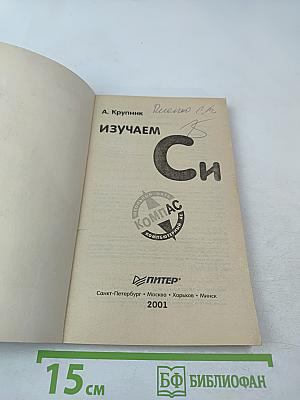 А. Крупник
ИЗУЧАЕМ
Си
КОМПАС
ПИТЕР
Санкт-Петербург • Москва • Харьков • Минск
2001
15 см
БФ БИБЛИОФАН